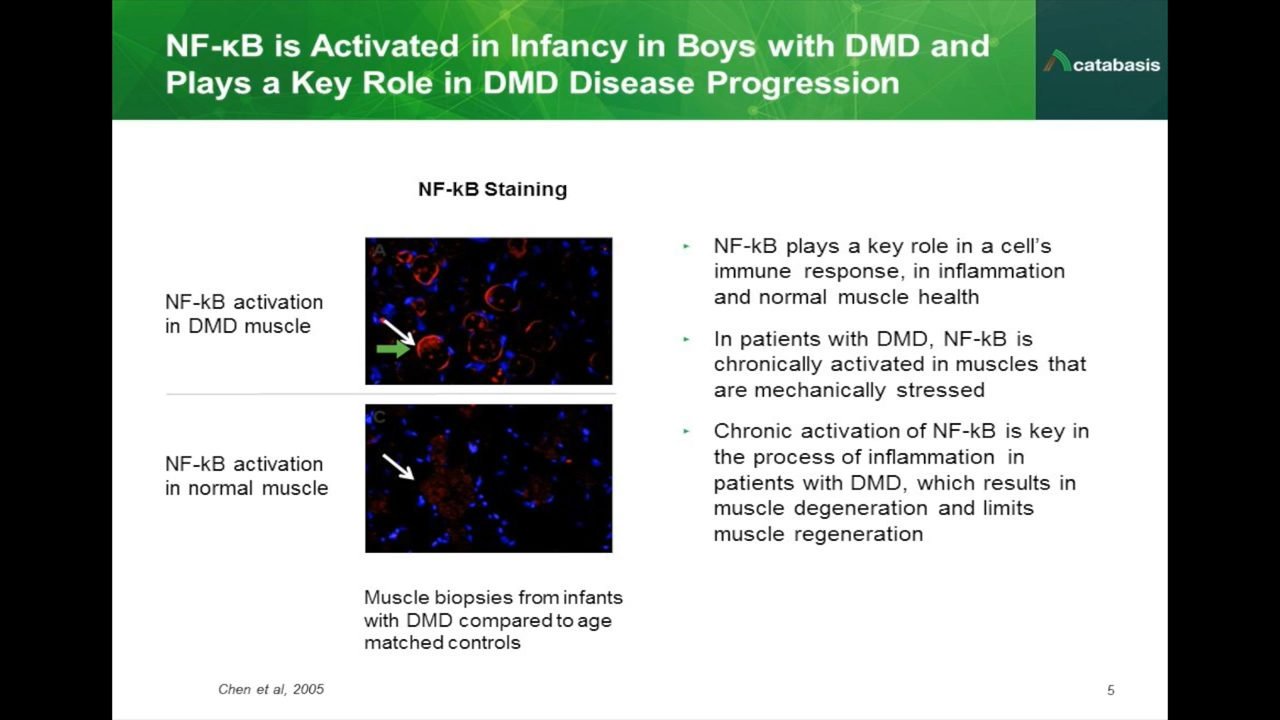 NF-κB is Activated in Infancy in Boys with DMD and
Plays a Key Role in DMD Disease Progression
catabasis
NF-kB Staining
A
NF-kB activation
in DMD muscle
C
NF-kB activation
in normal muscle
Muscle biopsies from infants
with DMD compared to age
matched controls
NF-kB plays a key role in a cell’s
immune response, in inflammation
and normal muscle health
In patients with DMD, NF-kB is
chronically activated in muscles that
are mechanically stressed
Chronic activation of NF-kB is key in
the process of inflammation in
patients with DMD, which results in
muscle degeneration and limits
muscle regeneration
Chen et al, 2005
5